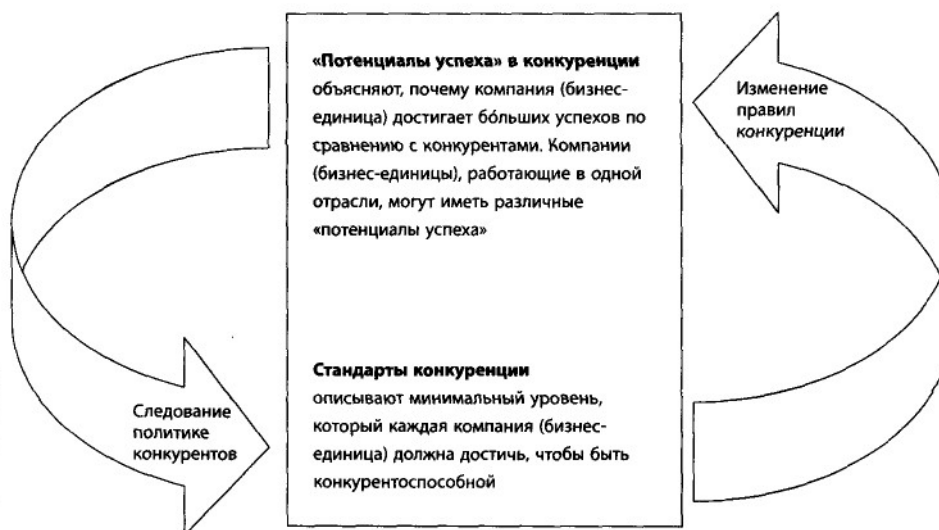 «Потенциалы успеха» в конкуренции
объясняют, почему компания (бизнес-
единица) достигает бо́льших успехов по
сравнению с конкурентами. Компании
(бизнес-единицы), работающие в одной
отрасли, могут иметь различные
«потенциалы успеха»
Изменение
правил
конкуренции
Стандарты конкуренции
описывают минимальный уровень,
который каждая компания (бизнес-
единица) должна достичь, чтобы быть
конкурентоспособной
Следование
политике
конкурентов